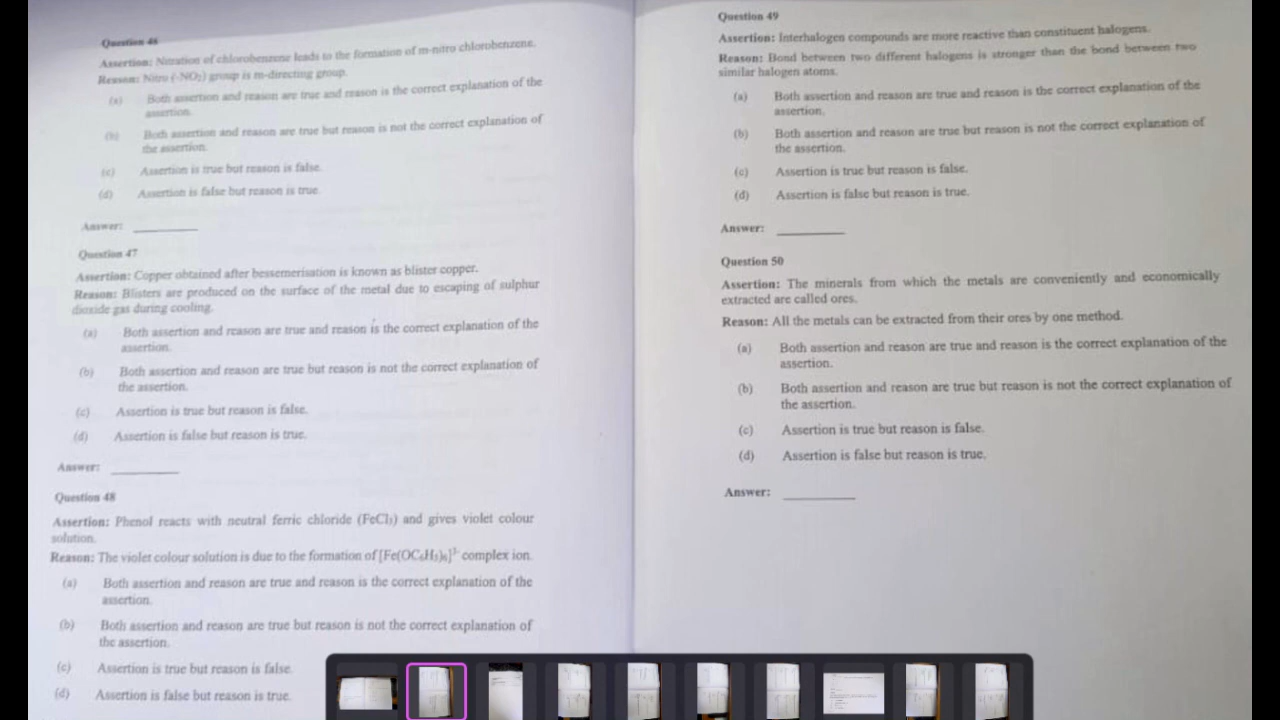 Question 46
Assertion: Nitration of chlorobenzene leads to the formation of m-nitro chlorobenzene.
Reason: Nitro (-NO₂) group is m-directing group.
(a) Both assertion and reason are true and reason is the correct explanation of the
assertion.
(b) Both assertion and reason are true but reason is not the correct explanation of
the assertion.
(c) Assertion is true but reason is false.
(d) Assertion is false but reason is true.
Answer:
Question 47
Assertion: Copper obtained after bessemerisation is known as blister copper.
Reason: Blisters are produced on the surface of the metal due to escaping of sulphur
dioxide gas during cooling.
(a) Both assertion and reason are true and reason is the correct explanation of the
assertion.
(b) Both assertion and reason are true but reason is not the correct explanation of
the assertion.
(c) Assertion is true but reason is false.
(d) Assertion is false but reason is true.
Answer:
Question 48
Assertion: Phenol reacts with neutral ferric chloride (FeCl₃) and gives violet colour
solution.
Reason: The violet colour solution is due to the formation of [Fe(OC₆H₅)₆]³⁻ complex ion.
(a) Both assertion and reason are true and reason is the correct explanation of the
assertion.
(b) Both assertion and reason are true but reason is not the correct explanation of
the assertion.
(c) Assertion is true but reason is false.
(d) Assertion is false but reason is true.
Question 49
Assertion: Interhalogen compounds are more reactive than constituent halogens.
Reason: Bond between two different halogens is stronger than the bond between two
similar halogen atoms.
(a) Both assertion and reason are true and reason is the correct explanation of the
assertion.
(b) Both assertion and reason are true but reason is not the correct explanation of
the assertion.
(c) Assertion is true but reason is false.
(d) Assertion is false but reason is true.
Answer:
Question 50
Assertion: The minerals from which the metals are conveniently and economically
extracted are called ores.
Reason: All the metals can be extracted from their ores by one method.
(a) Both assertion and reason are true and reason is the correct explanation of the
assertion.
(b) Both assertion and reason are true but reason is not the correct explanation of
the assertion.
(c) Assertion is true but reason is false.
(d) Assertion is false but reason is true.
Answer: